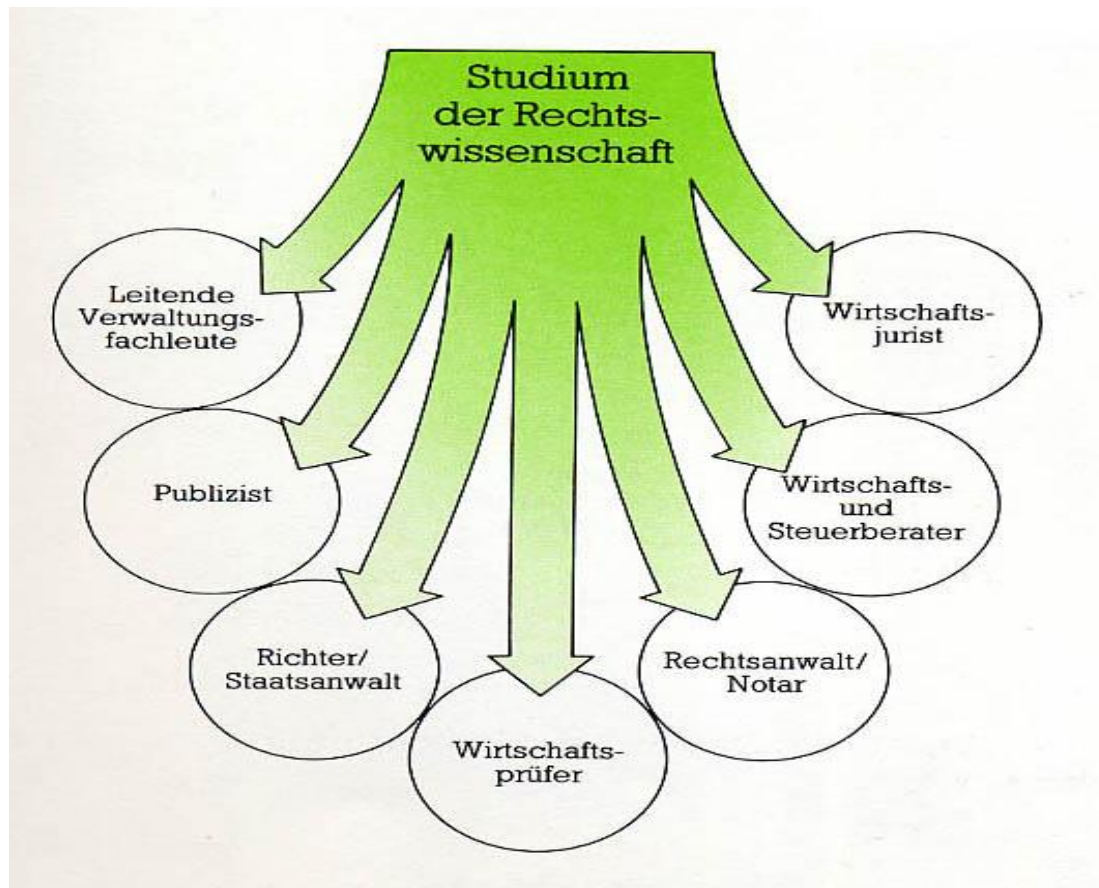 Studium
der Rechts-
wissenschaft
Leitende
Verwaltungs-
fachleute
Publizist
Richter/
Staatsanwalt
Wirtschafts-
prüfer
Rechtsanwalt/
Notar
Wirtschafts-
und
Steuerberater
Wirtschafts-
jurist